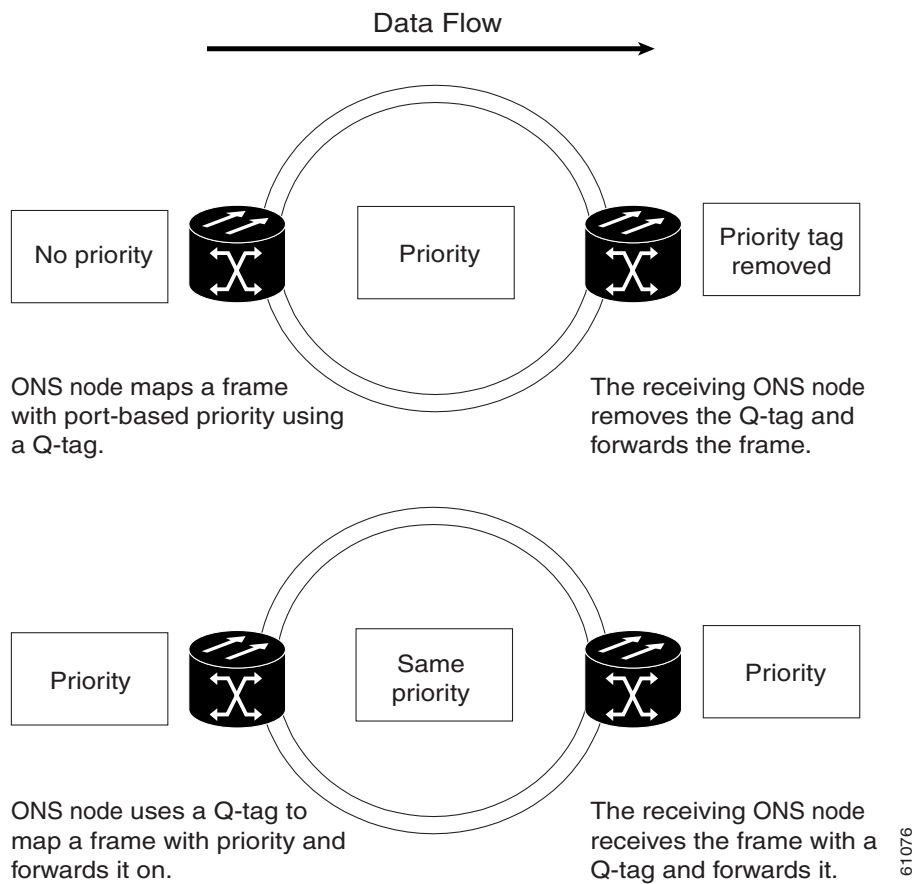 Data Flow
No priority
Priority
Priority tag
removed
ONS node maps a frame
with port-based priority using
a Q-tag.
The receiving ONS node
removes the Q-tag and
forwards the frame.
Priority
Same
priority
Priority
ONS node uses a Q-tag to
map a frame with priority and
forwards it on.
The receiving ONS node
receives the frame with a
Q-tag and forwards it.
61076